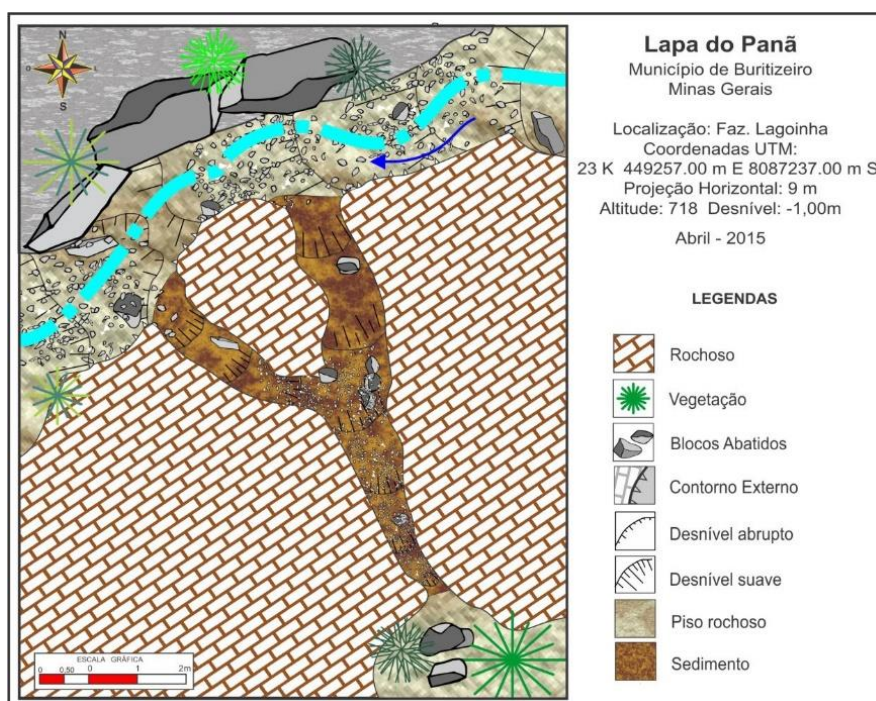 Lapa do Panã
Município de Buritizeiro
Minas Gerais
Localização: Faz. Lagoinha
Coordenadas UTM:
23 K 449257.00 m E 8087237.00 m S
Projeção Horizontal: 9 m
Altitude: 718 Desnível: -1,00m
Abril - 2015
LEGENDAS
Rochoso
Vegetação
Blocos Abatidos
Contorno Externo
Desnível abrupto
Desnível suave
Piso rochoso
Sedimento
N
S
ESCALA GRÁFICA
0 0.50 0 1 2m